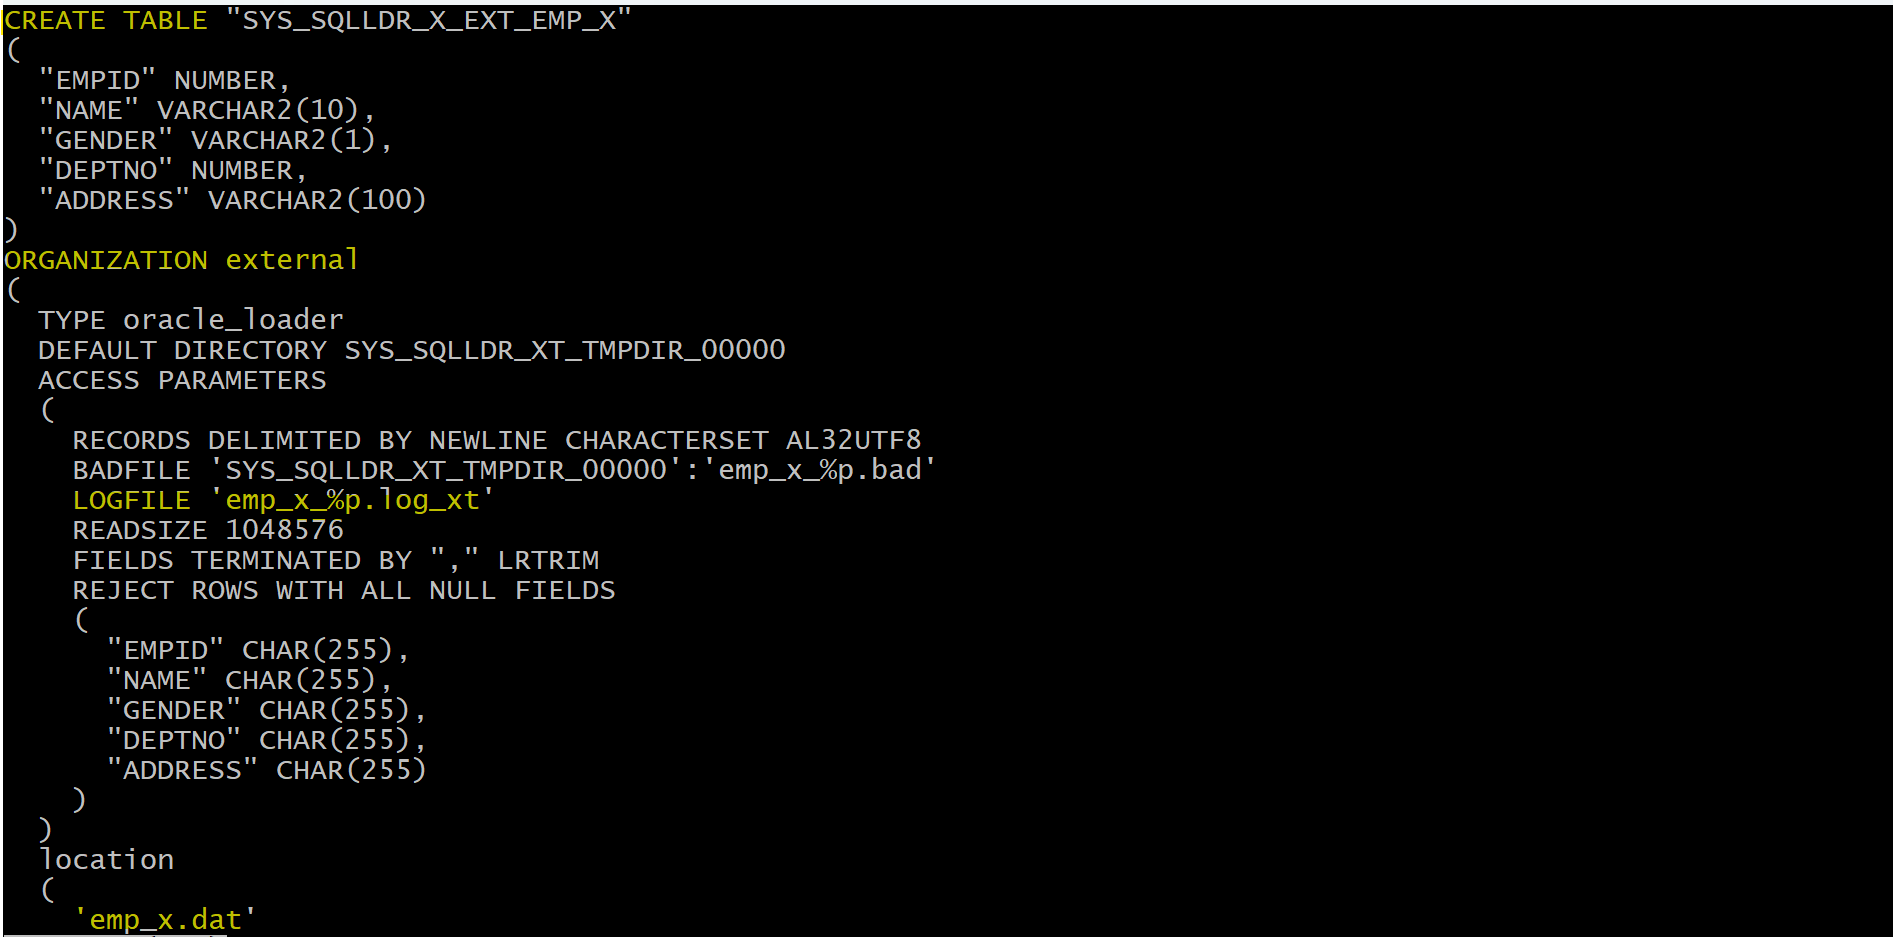 CREATE TABLE "SYS_SQLLDR_X_EXT_EMP_X"
(
  "EMPID" NUMBER,
  "NAME" VARCHAR2(10),
  "GENDER" VARCHAR2(1),
  "DEPTNO" NUMBER,
  "ADDRESS" VARCHAR2(100)
)
ORGANIZATION external
(
  TYPE oracle_loader
  DEFAULT DIRECTORY SYS_SQLLDR_XT_TMPDIR_00000
  ACCESS PARAMETERS
  (
    RECORDS DELIMITED BY NEWLINE CHARACTERSET AL32UTF8
    BADFILE 'SYS_SQLLDR_XT_TMPDIR_00000':'emp_x_%p.bad'
    LOGFILE 'emp_x_%p.log_xt'
    READSIZE 1048576
    FIELDS TERMINATED BY "," LRTRIM
    REJECT ROWS WITH ALL NULL FIELDS
    (
      "EMPID" CHAR(255),
      "NAME" CHAR(255),
      "GENDER" CHAR(255),
      "DEPTNO" CHAR(255),
      "ADDRESS" CHAR(255)
    )
  )
  location
  (
    'emp_x.dat'